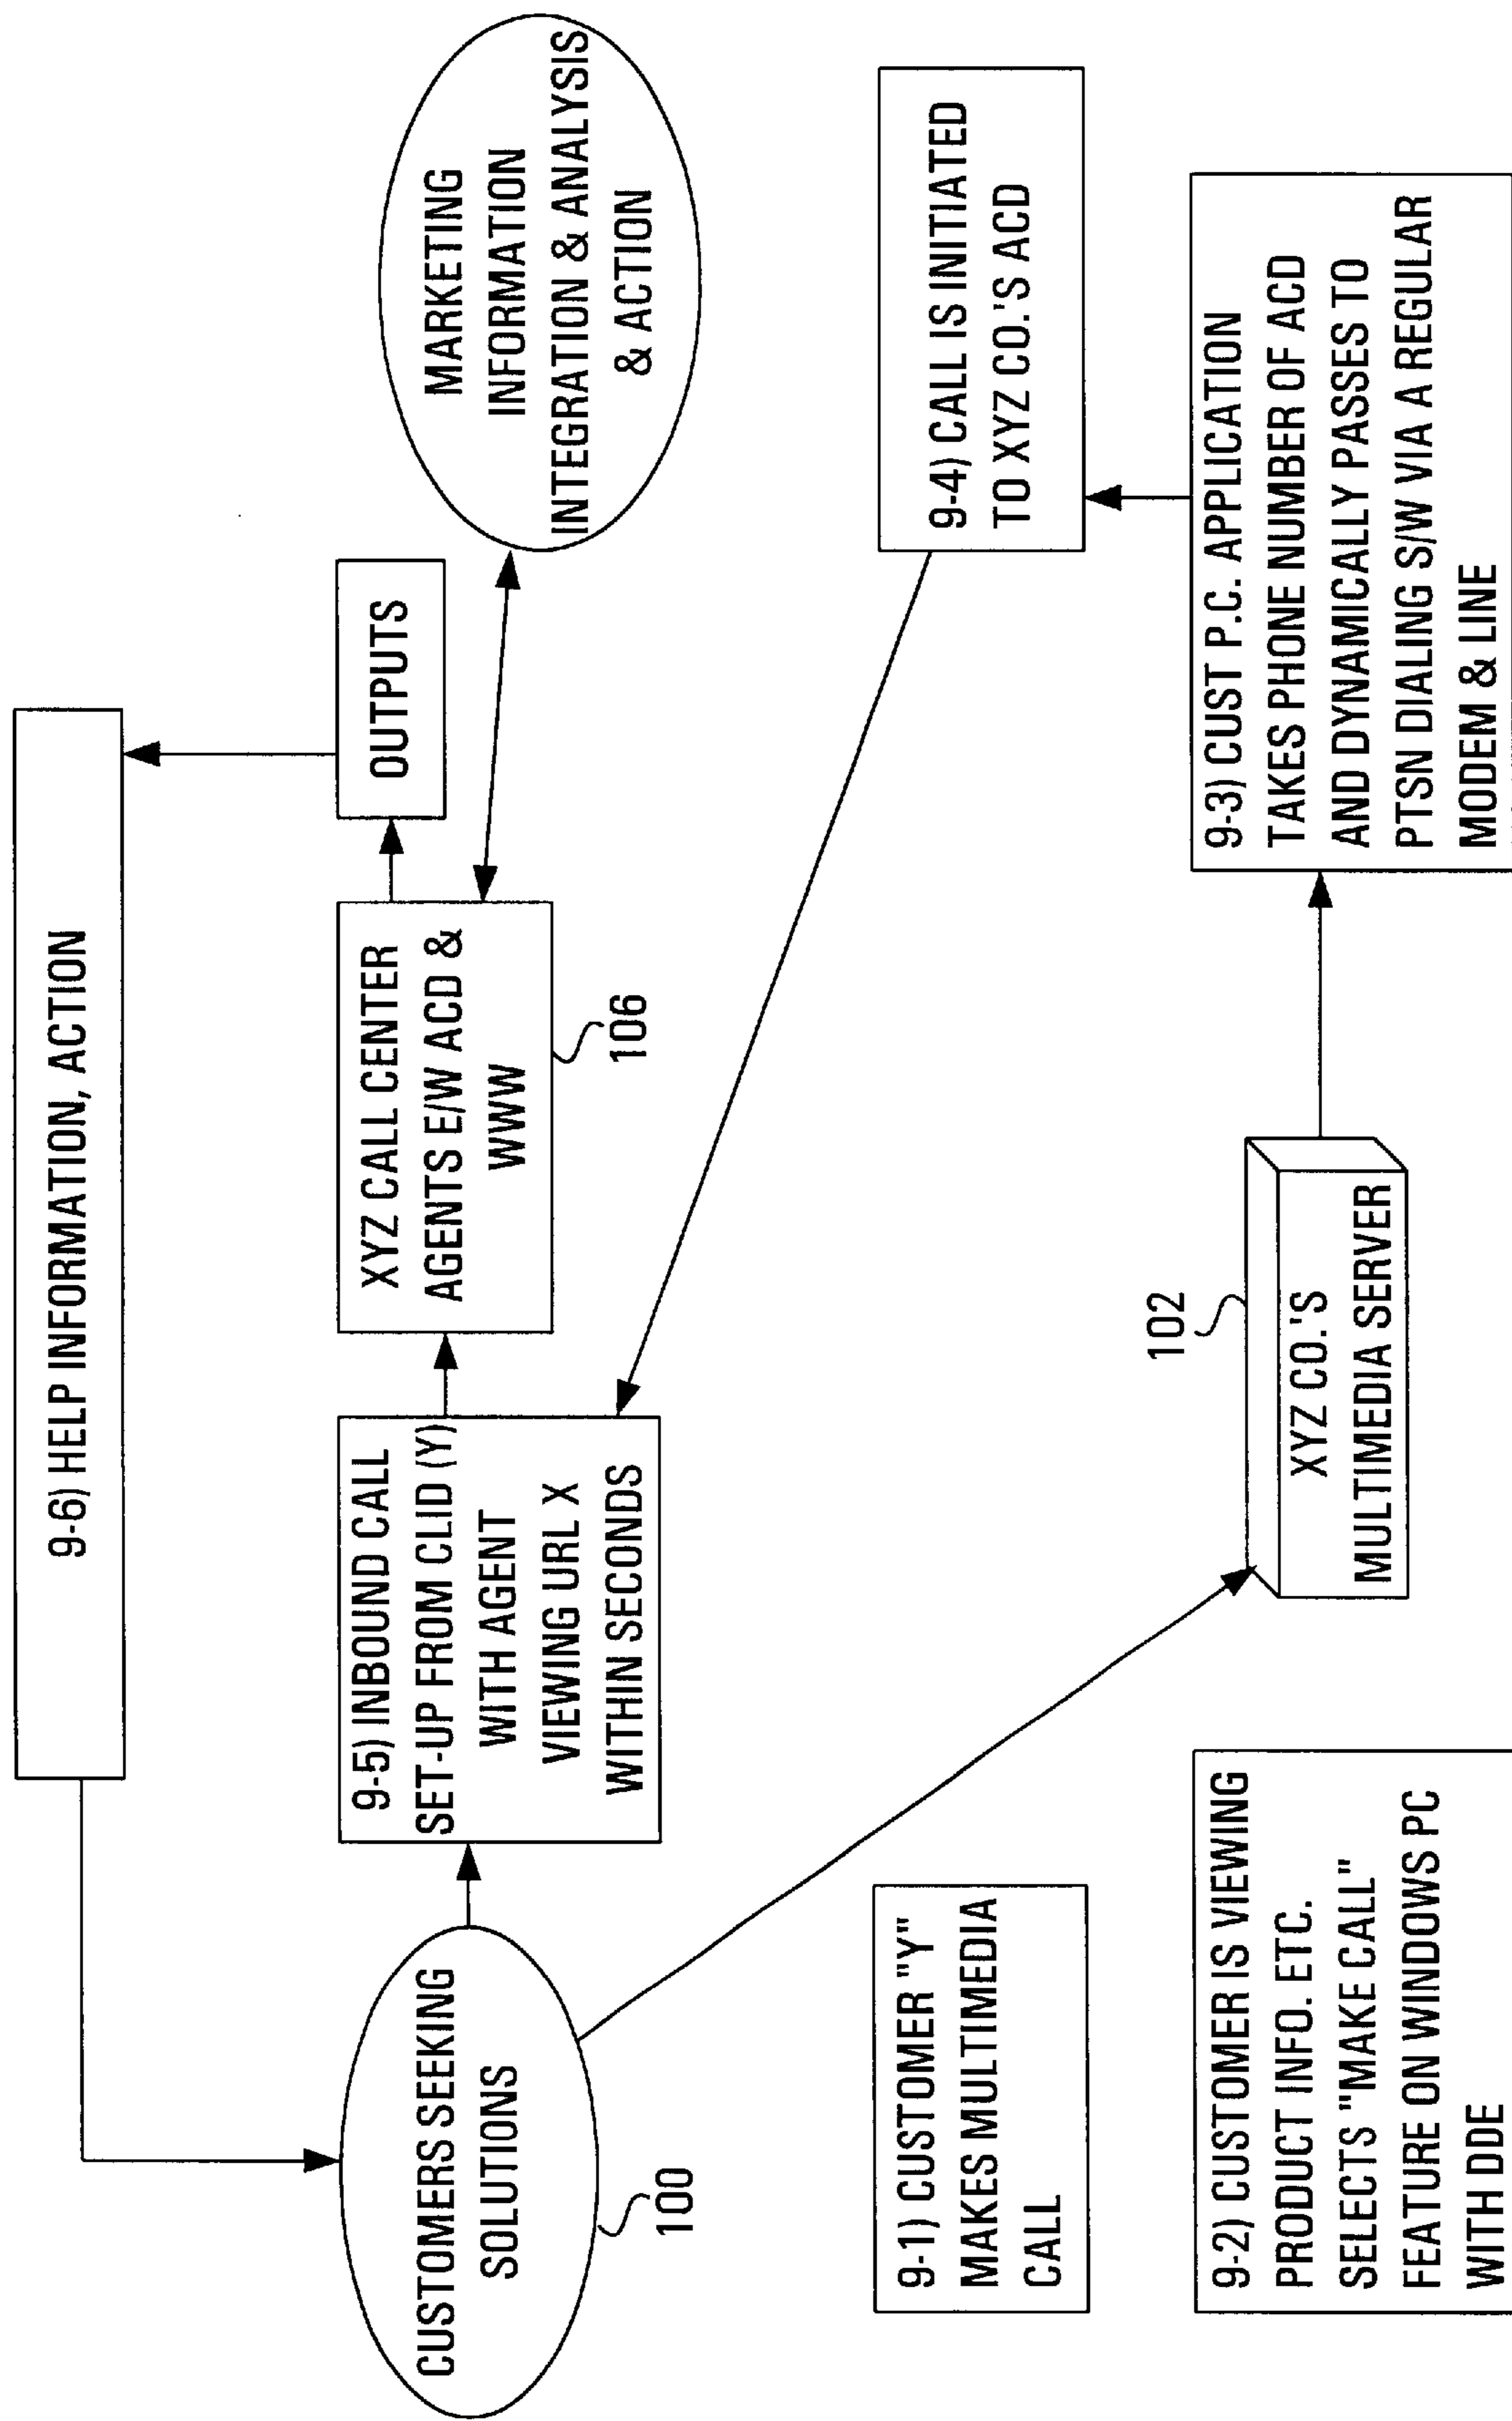 9-6) HELP INFORMATION, ACTION
CUSTOMERS SEEKING
SOLUTIONS
100
9-5) INBOUND CALL
SET-UP FROM CLID (Y)
WITH AGENT
VIEWING URL X
WITHIN SECONDS
XYZ CALL CENTER
AGENTS E/W ACD &
WWW
106
OUTPUTS
MARKETING
INFORMATION
INTEGRATION & ANALYSIS
& ACTION
9-1) CUSTOMER "Y"
MAKES MULTIMEDIA
CALL
9-4) CALL IS INITIATED
TO XYZ CO.'S ACD
9-2) CUSTOMER IS VIEWING
PRODUCT INFO. ETC.
SELECTS "MAKE CALL"
FEATURE ON WINDOWS PC
WITH DDE
102
XYZ CO.'S
MULTIMEDIA SERVER
9-3) CUST P.C. APPLICATION
TAKES PHONE NUMBER OF ACD
AND DYNAMICALLY PASSES TO
PTSN DIALING S/W VIA A REGULAR
MODEM & LINE